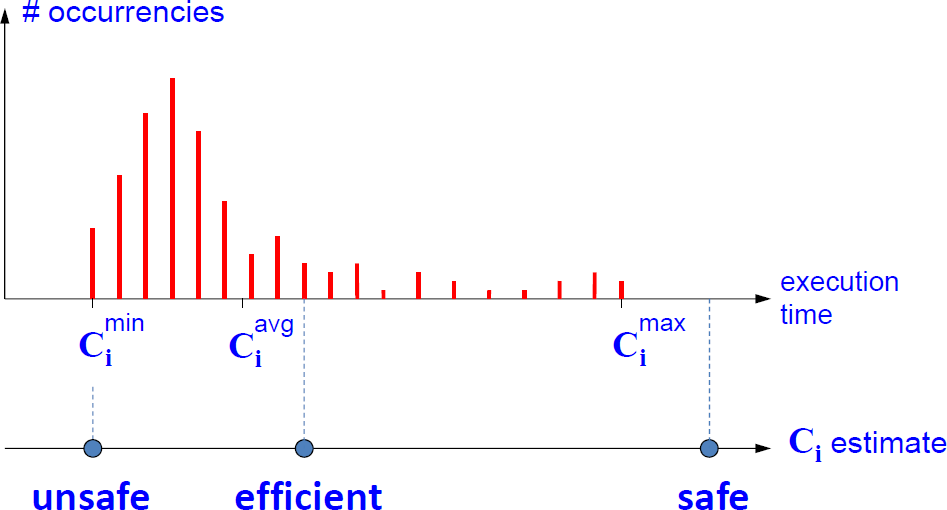 # occurrencies
execution
time
C_i^min
C_i^avg
C_i^max
C_i estimate
unsafe
efficient
safe